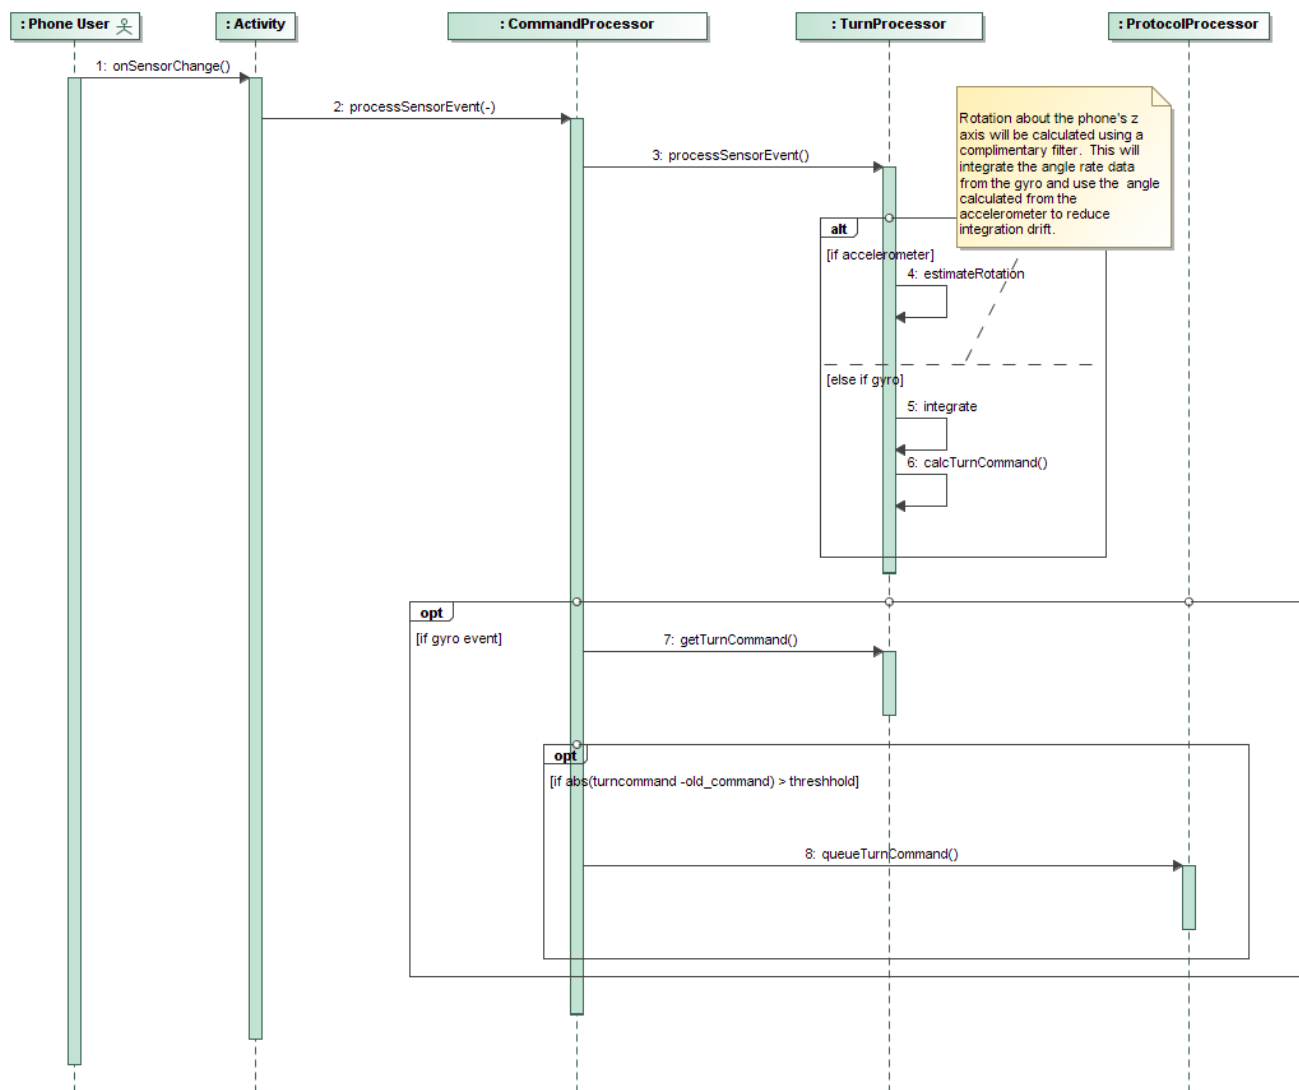 : Phone User
: Activity
: CommandProcessor
: TurnProcessor
: ProtocolProcessor
1: onSensorChange()
2: processSensorEvent(-)
3: processSensorEvent()
Rotation about the phone's z
axis will be calculated using a
complimentary filter. This will
integrate the angle rate data
from the gyro and use the angle
calculated from the
accelerometer to reduce
integration drift.
alt
[if accelerometer]
4: estimateRotation
[else if gyro]
5: integrate
6: calcTurnCommand()
opt
[if gyro event]
7: getTurnCommand()
opt
[if abs(turncommand -old_command) > threshhold]
8: queueTurnCommand()